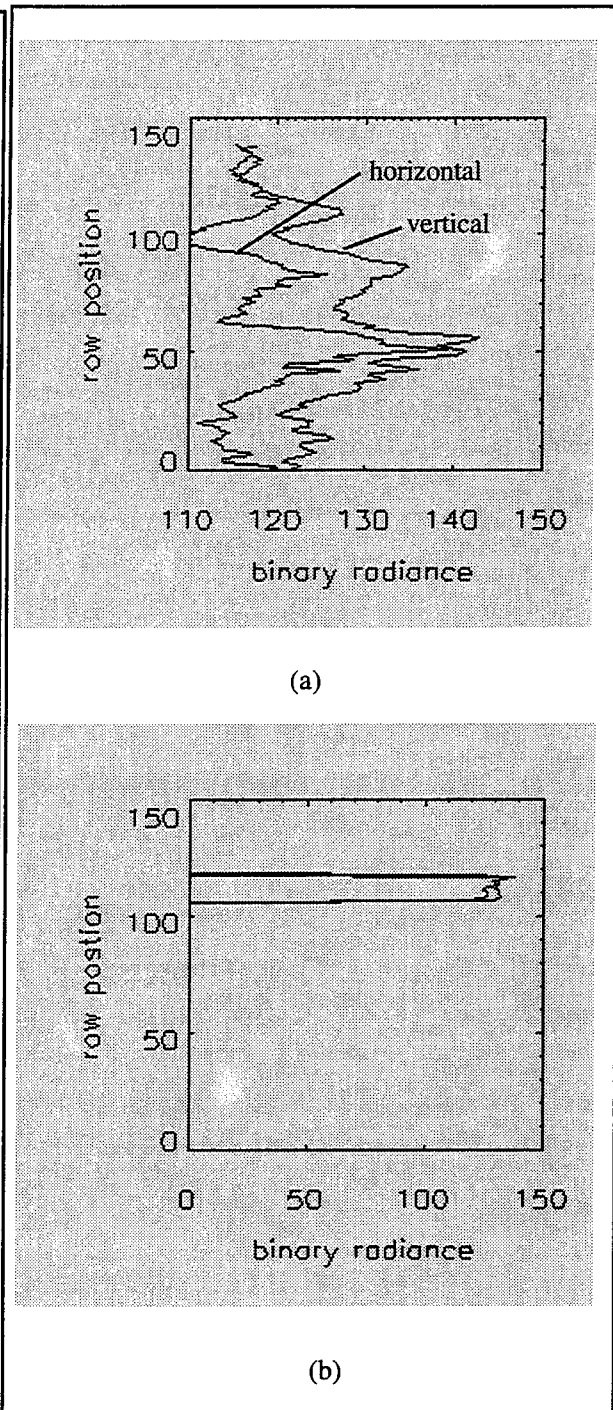 150
horizontal
vertical
100
row position
50
0
110 120 130 140 150
binary radiance
(a)
150
100
row postion
50
0
0 50 100 150
binary radiance
(b)